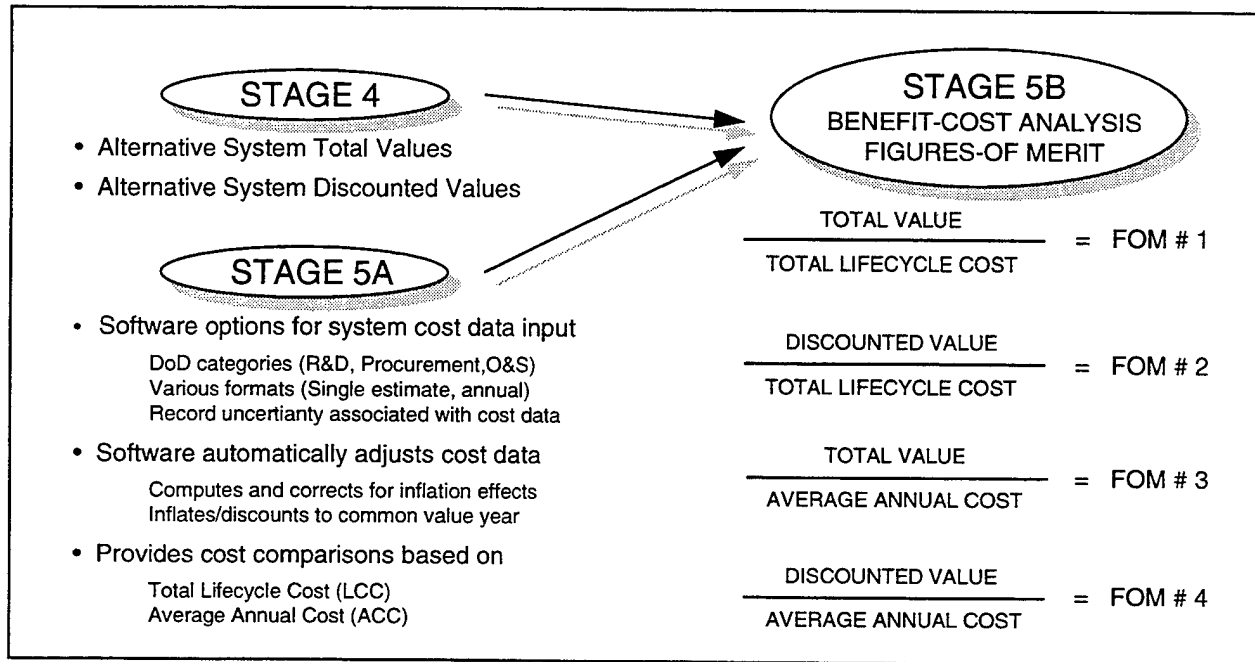 STAGE 4
• Alternative System Total Values
• Alternative System Discounted Values
STAGE 5A
• Software options for system cost data input
DoD categories (R&D, Procurement,O&S)
Various formats (Single estimate, annual)
Record uncertianty associated with cost data
• Software automatically adjusts cost data
Computes and corrects for inflation effects
Inflates/discounts to common value year
• Provides cost comparisons based on
Total Lifecycle Cost (LCC)
Average Annual Cost (ACC)
STAGE 5B
BENEFIT-COST ANALYSIS
FIGURES-OF MERIT
TOTAL VALUE
TOTAL LIFECYCLE COST
= FOM # 1
DISCOUNTED VALUE
TOTAL LIFECYCLE COST
= FOM # 2
TOTAL VALUE
AVERAGE ANNUAL COST
= FOM # 3
DISCOUNTED VALUE
AVERAGE ANNUAL COST
= FOM # 4